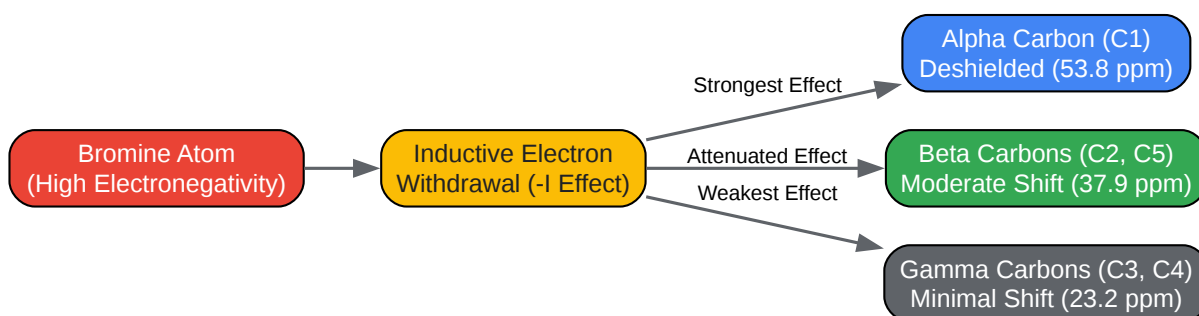 Bromine Atom
(High Electronegativity)
Inductive Electron
Withdrawal (-I Effect)
Strongest Effect
Attenuated Effect
Weakest Effect
Alpha Carbon (C1)
Deshielded (53.8 ppm)
Beta Carbons (C2, C5)
Moderate Shift (37.9 ppm)
Gamma Carbons (C3, C4)
Minimal Shift (23.2 ppm)